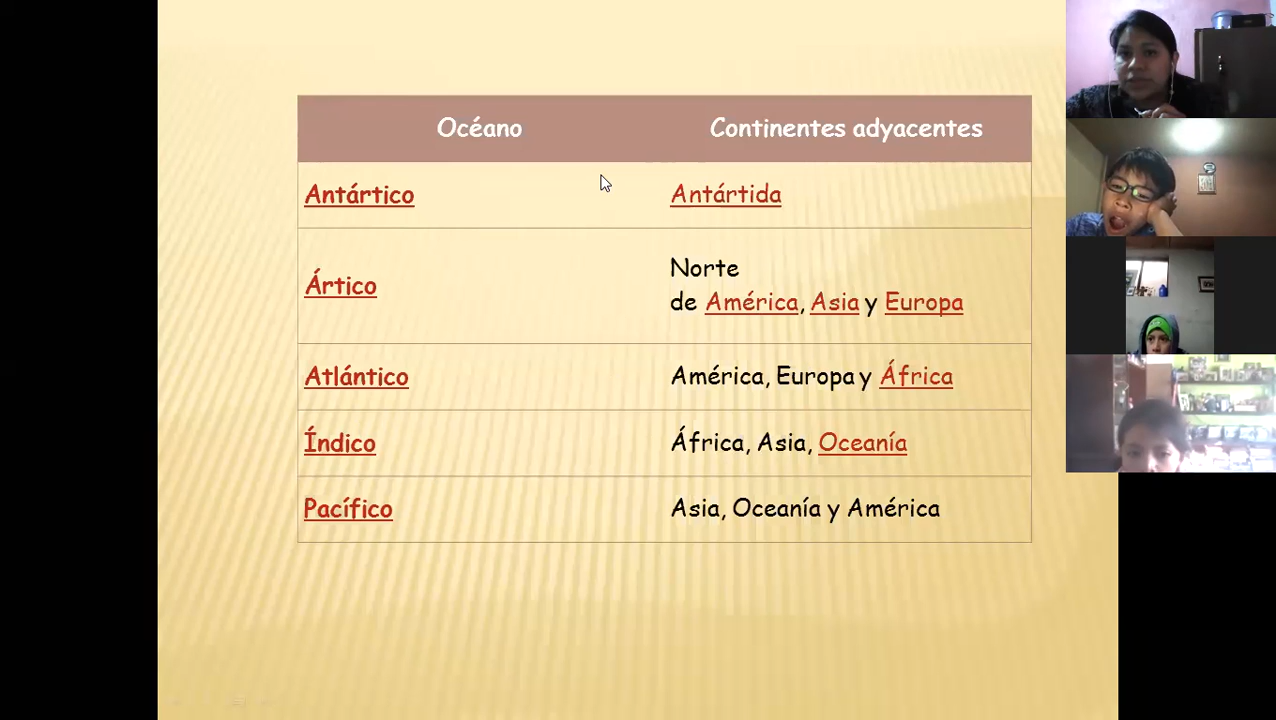 Océano Continentes adyacentes
Antártico Antártida
Ártico Norte
de América, Asia y Europa
Atlántico América, Europa y África
Índico África, Asia, Oceanía
Pacífico Asia, Oceanía y América